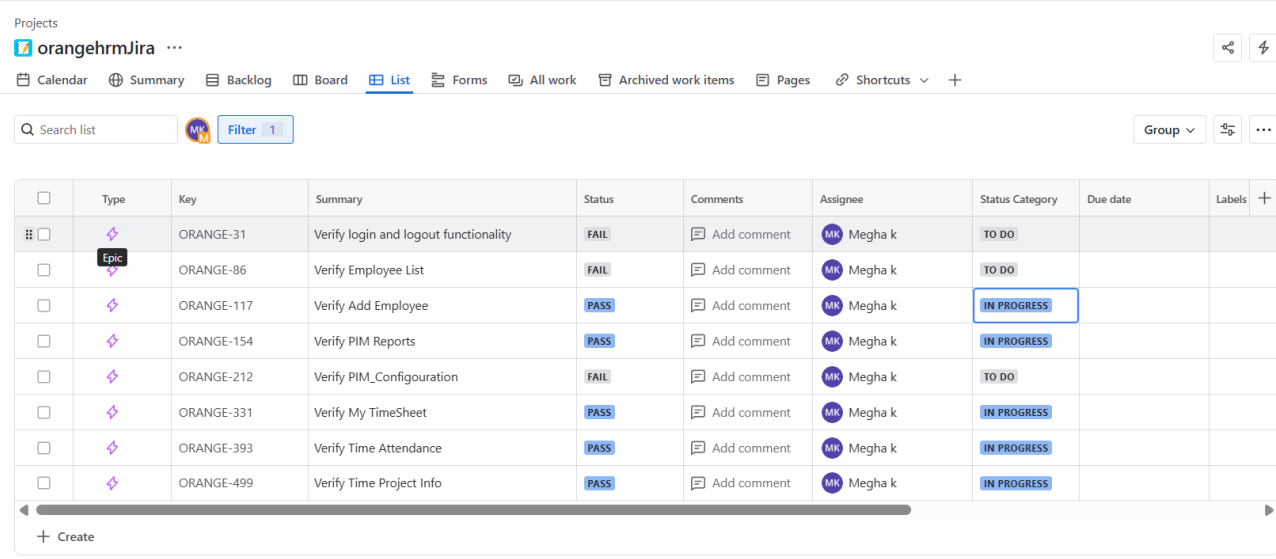 Projects
orangehrmJira ...
Calendar Summary Backlog Board List Forms All work Archived work items Pages Shortcuts
Search list MK M Filter 1 Group
Type Key Summary Status Comments Assignee Status Category Due date Labels
ORANGE-31 Verify login and logout functionality FAIL Add comment MK Megha k TO DO
Epic
ORANGE-86 Verify Employee List FAIL Add comment MK Megha k TO DO
ORANGE-117 Verify Add Employee PASS Add comment MK Megha k IN PROGRESS
ORANGE-154 Verify PIM Reports PASS Add comment MK Megha k IN PROGRESS
ORANGE-212 Verify PIM_Configouration FAIL Add comment MK Megha k TO DO
ORANGE-331 Verify My TimeSheet PASS Add comment MK Megha k IN PROGRESS
ORANGE-393 Verify Time Attendance PASS Add comment MK Megha k IN PROGRESS
ORANGE-499 Verify Time Project Info PASS Add comment MK Megha k IN PROGRESS
+ Create